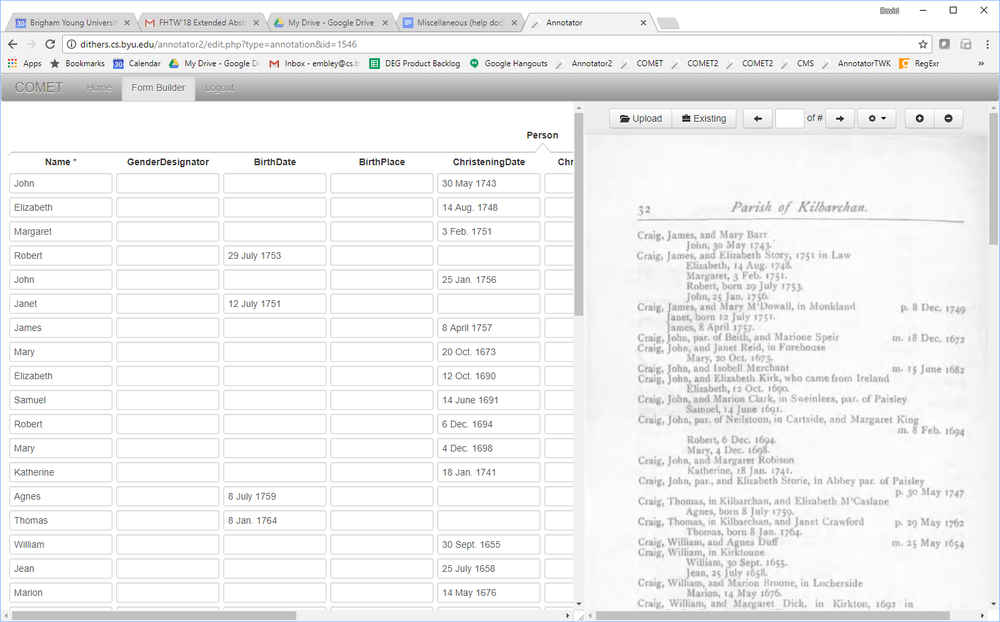 David
Brigham Young Universit
FHTW'18 Extended Abstr
My Drive - Google Drive
Miscellaneous (help doc)
Annotator
dithers.cs.byu.edu/annotator2/edit.php?type=annotation&id=1546
Apps Bookmarks Calendar My Drive - Google Dr Inbox - embley@cs.b DEG Product Backlog Google Hangouts Annotator2 COMET COMET2 COMET2 CMS AnnotatorTWK RegExr »
COMET Home Form Builder Logout
Person
Name * GenderDesignator BirthDate BirthPlace ChristeningDate Chr
John 30 May 1743
Elizabeth 14 Aug. 1748
Margaret 3 Feb. 1751
Robert 29 July 1753
John 25 Jan. 1756
Janet 12 July 1751
James 8 April 1757
Mary 20 Oct. 1673
Elizabeth 12 Oct. 1690
Samuel 14 June 1691
Robert 6 Dec. 1694
Mary 4 Dec. 1698
Katherine 18 Jan. 1741
Agnes 8 July 1759
Thomas 8 Jan. 1764
William 30 Sept. 1655
Jean 25 July 1658
Marion 14 May 1676
Upload Existing of #
32 Parish of Kilbarchan.
Craig, James, and Mary Barr
John, 30 May 1743.
Craig, James, and Elizabeth Story, 1751 in Law
Elizabeth, 14 Aug. 1748.
Margaret, 3 Feb. 1751.
Robert, born 29 July 1753.
John, 25 Jan. 1756.
Craig, James, and Mary M'Dowall, in Monkland p. 8 Dec. 1749
Janet, born 12 July 1751.
James, 8 April 1757.
Craig, John, par. of Beith, and Marione Speir m. 18 Dec. 1672
Craig, John, and Janet Reid, in Forehouse
Mary, 20 Oct. 1673.
Craig, John, and Isobell Merchant m. 15 June 1682
Craig, John, and Elizabeth Kirk, who came from Ireland
Elizabeth, 12 Oct. 1690.
Craig, John, and Marion Clark, in Sweinlees, par. of Paisley
Samuel, 14 June 1691.
Craig, John, par. of Neilstoun, in Cartside, and Margaret King
m. 8 Feb. 1694
Robert, 6 Dec. 1694.
Mary, 4 Dec. 1698.
Craig, John, and Margaret Robison
Katherine, 18 Jan. 1741.
Craig, John, par., and Elizabeth Storie, in Abbey par. of Paisley
p. 30 May 1747
Craig, Thomas, in Kilbarchan, and Elizabeth M'Caslane
Agnes, born 8 July 1759.
Craig, Thomas, in Kilbarchan, and Janet Crawford p. 29 May 1762
Thomas, born 8 Jan. 1764.
Craig, William, and Agnes Duff m. 25 May 1654
Craig, William, in Kirktoune
William, 30 Sept. 1655.
Jean, 25 July 1658.
Craig, William, and Marion Broune, in Locherside
Marion, 14 May 1676.
Craig, William, and Margaret Dick, in Kirkton, 1692 in